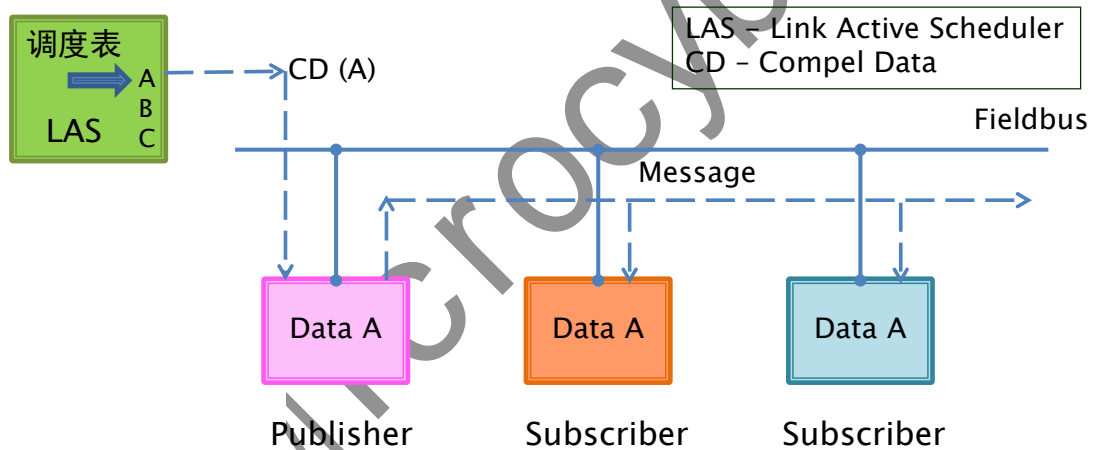 调度表
A
B
C
LAS
CD (A)
LAS – Link Active Scheduler
CD – Compel Data
Fieldbus
Message
Data A
Data A
Data A
Publisher
Subscriber
Subscriber